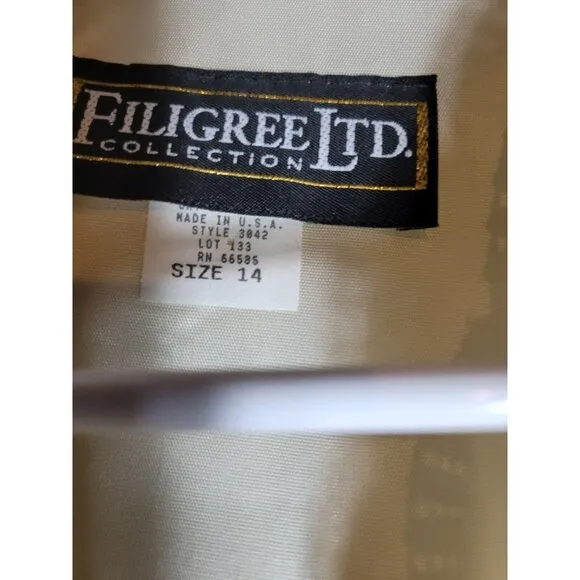 FILIGREE LTD.
COLLECTION
MADE IN U.S.A.
STYLE 3042
LOT 133
RN 66585
SIZE 14